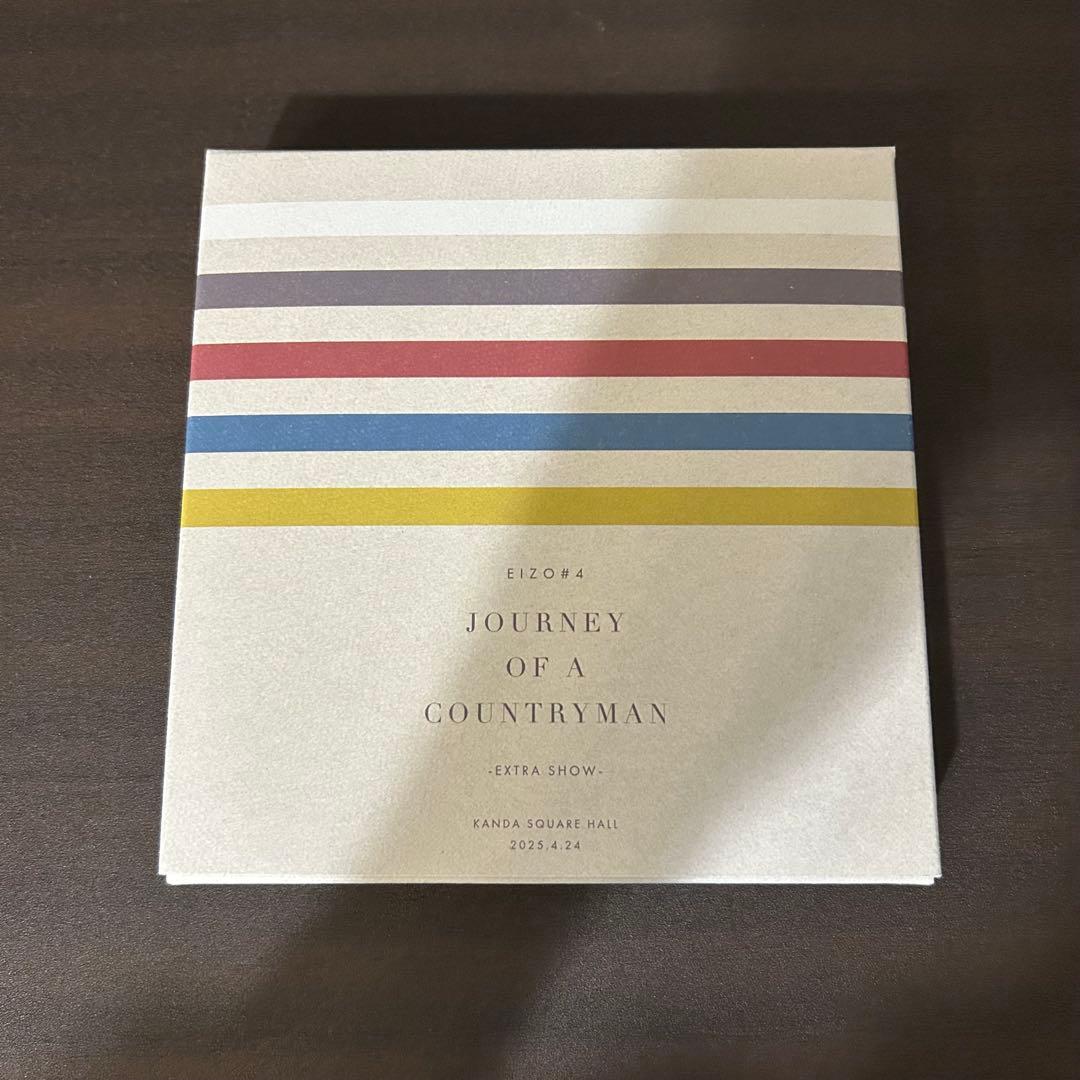 EIZO#4
JOURNEY
OF A
COUNTRYMAN
-EXTRA SHOW-
KANDA SQUARE HALL
2025,4.24